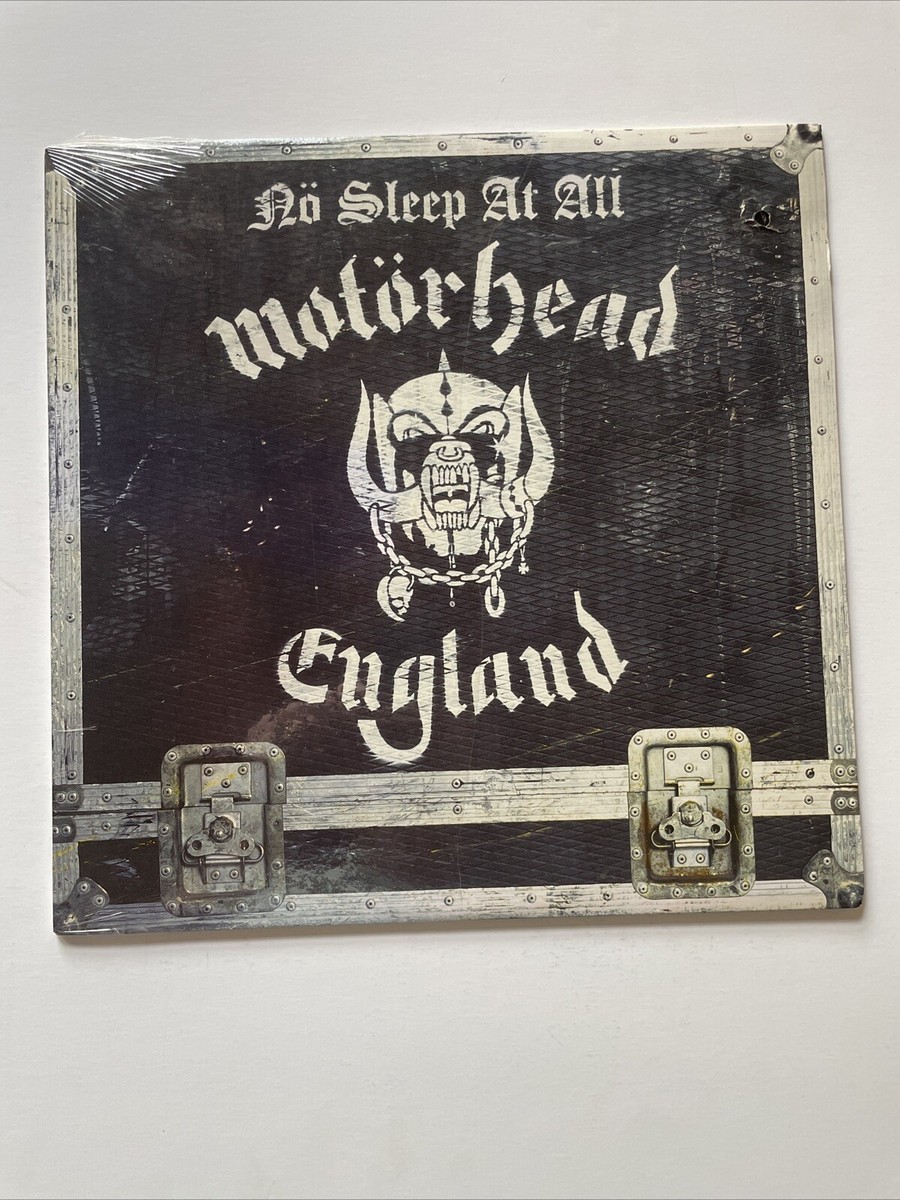 Nö Sleep At All
Motörhead
England